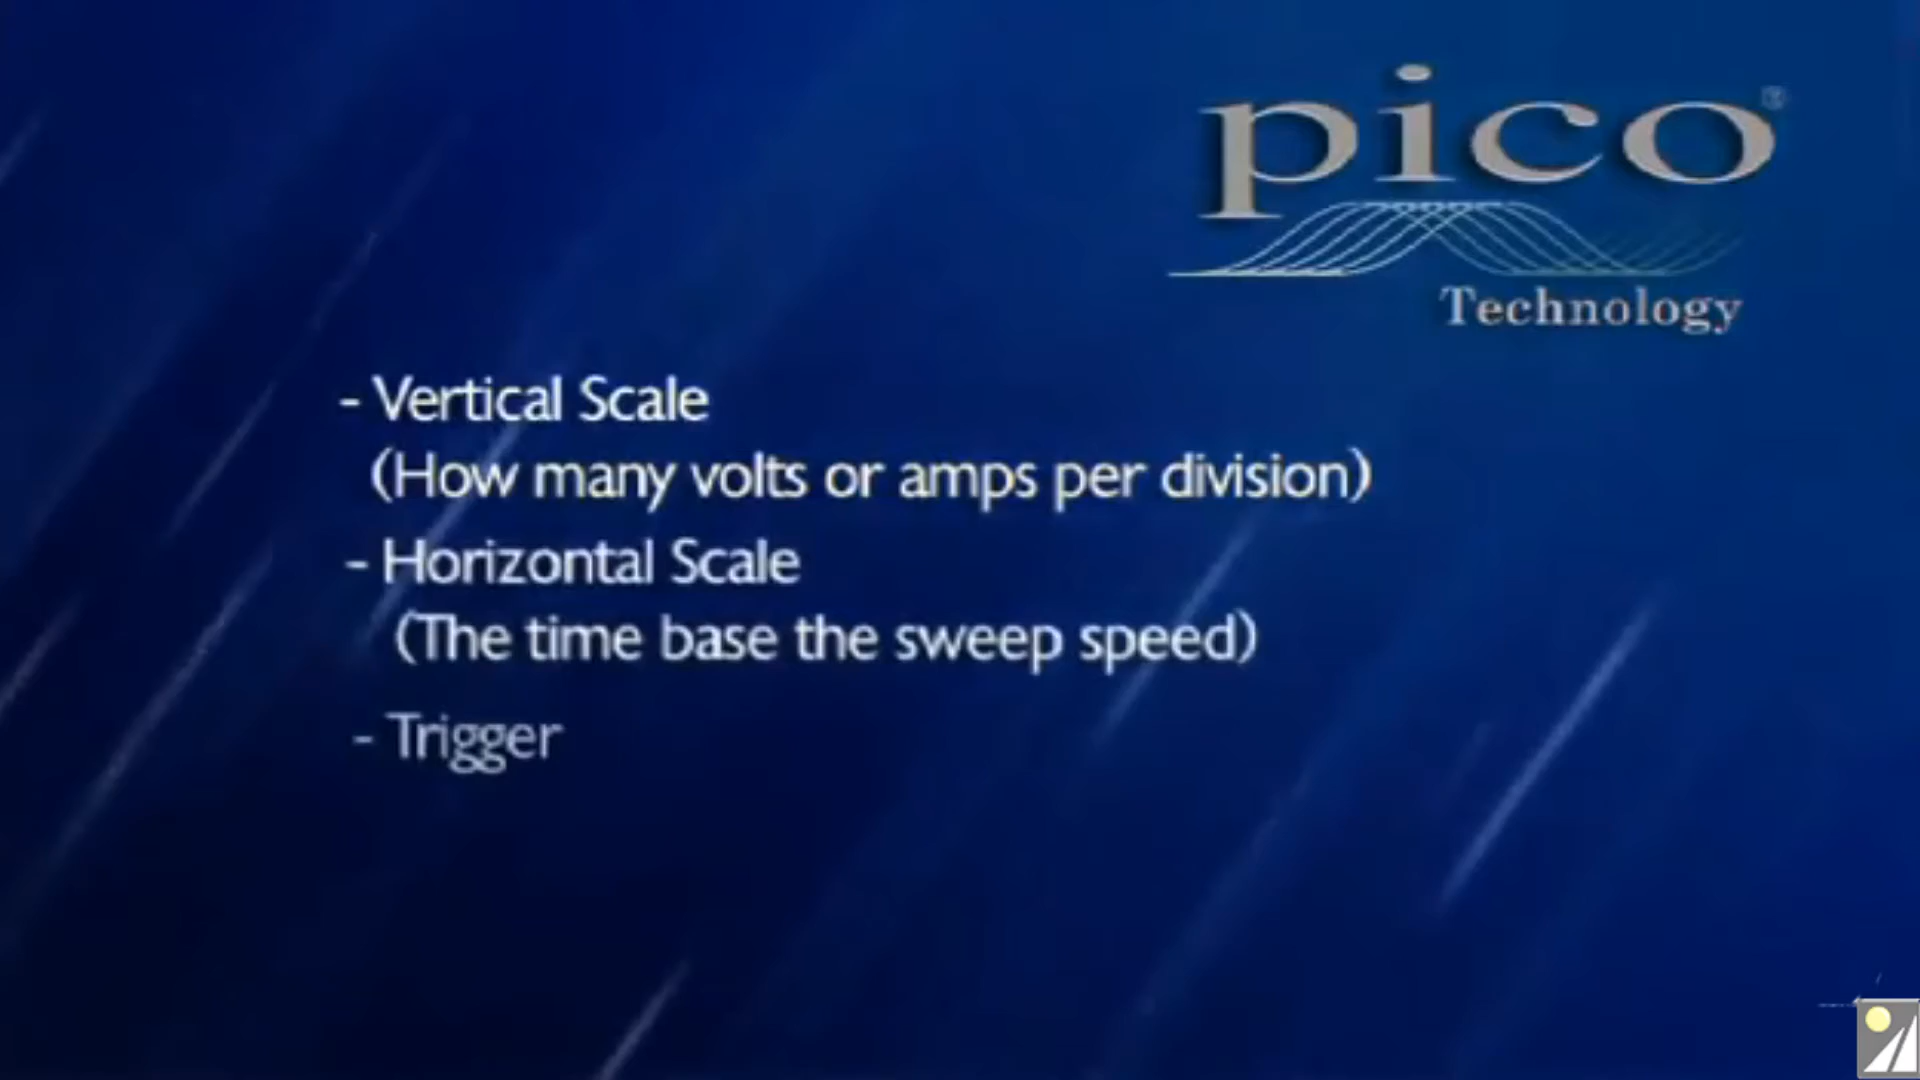 pico®
Technology
- Vertical Scale
(How many volts or amps per division)
- Horizontal Scale
(The time base the sweep speed)
- Trigger